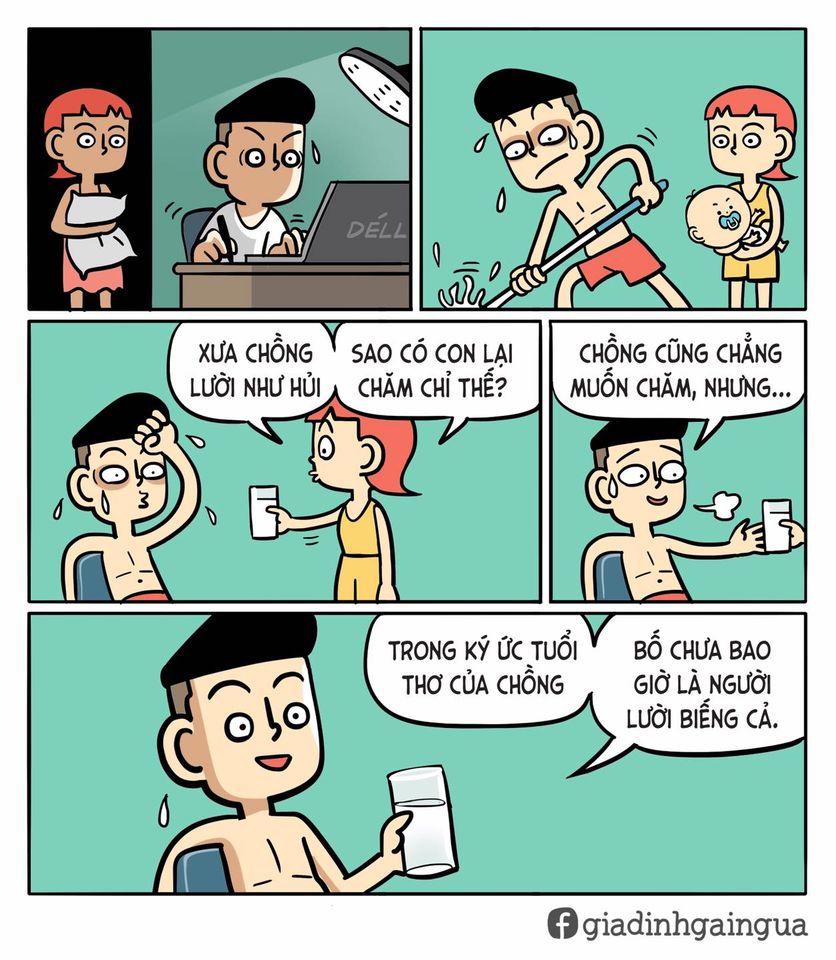 DÉLL
XƯA CHỒNG
LƯỜI NHƯ HỦI
SAO CÓ CON LẠI
CHĂM CHỈ THẾ?
CHỒNG CŨNG CHẲNG
MUỐN CHĂM, NHƯNG...
TRONG KÝ ỨC TUỔI
THƠ CỦA CHỒNG
BỐ CHƯA BAO
GIỜ LÀ NGƯỜI
LƯỜI BIẾNG CẢ.
giadinhgaingua